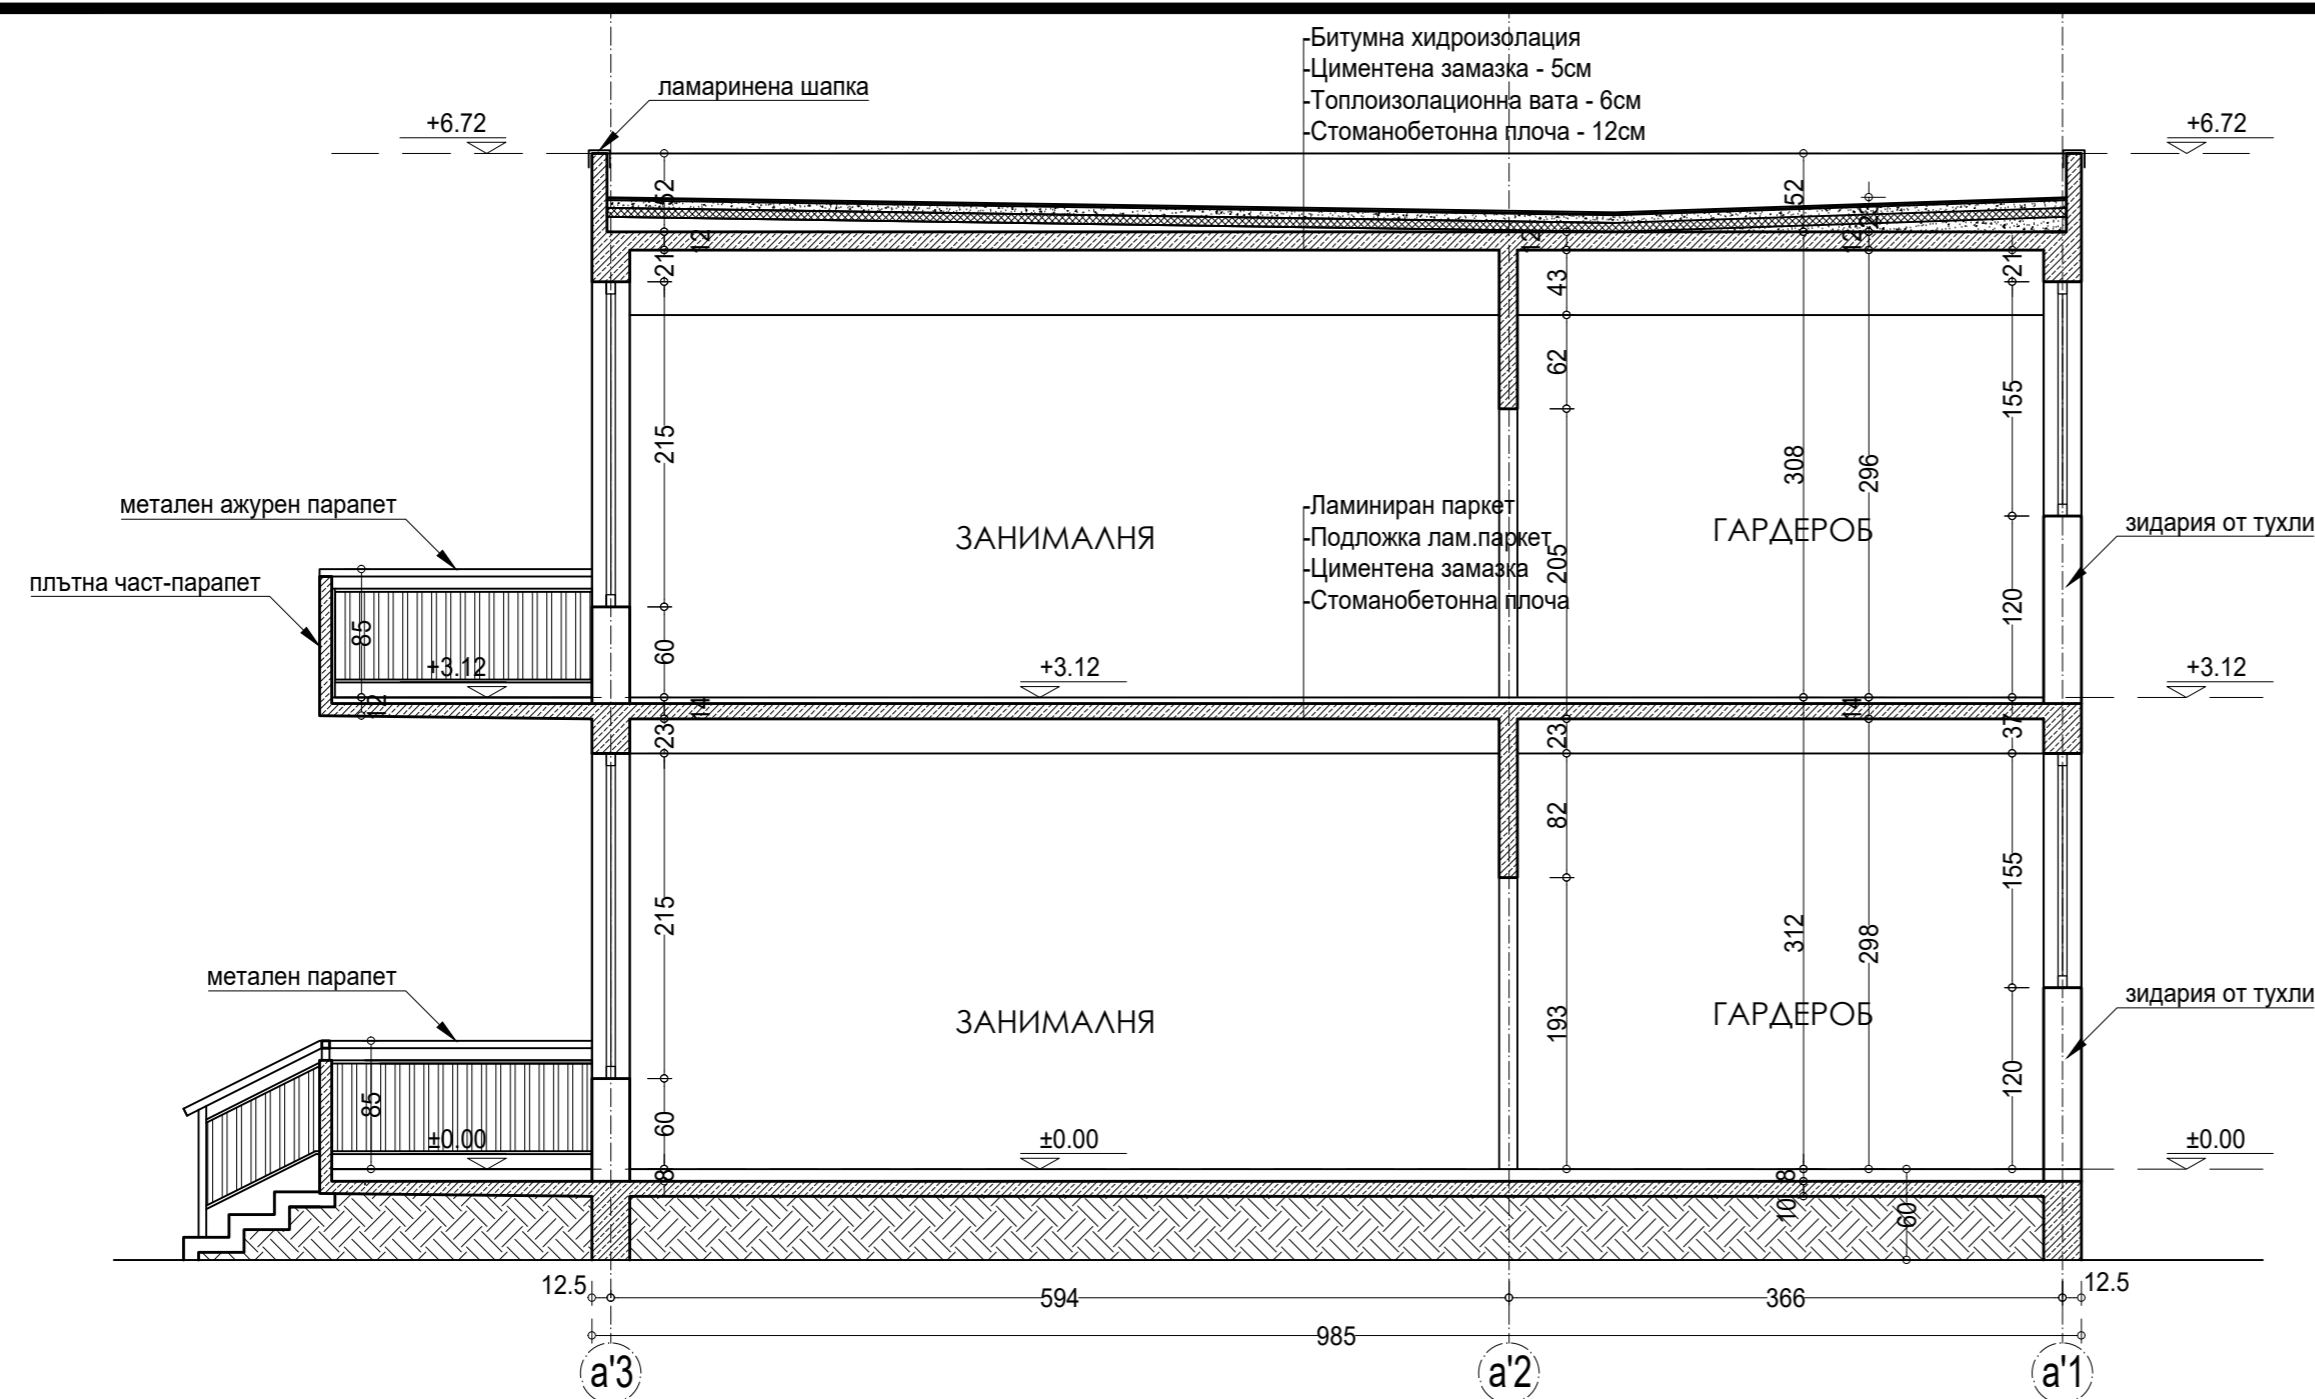 -Битумна хидроизолация
-Циментена замазка - 5см
-Топлоизолационна вата - 6см
-Стоманобетонна плоча - 12см
ламаринена шапка
+6.72
+6.72
52
52
12
12
12
21
21
43
62
215
155
308
296
метален ажурен парапет
плътна част-парапет
-Ламиниран паркет
-Подложка лам.паркет
-Циментена замазка
-Стоманобетонна плоча
ЗАНИМАЛНЯ
ГАРДЕРОБ
зидария от тухли
205
120
85
60
+3.12
+3.12
+3.12
12
14
14
23
23
37
82
215
155
312
298
метален парапет
ЗАНИМАЛНЯ
ГАРДЕРОБ
зидария от тухли
193
120
85
60
±0.00
±0.00
±0.00
8
8
10
60
12.5
594
366
12.5
985
a'3
a'2
a'1